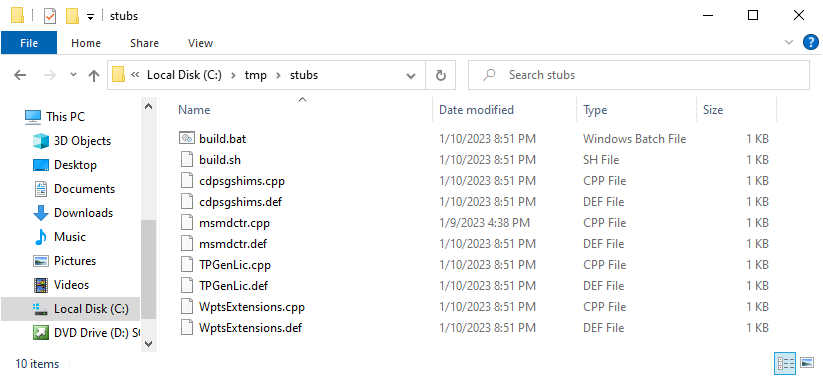 stubs
File Home Share View
« Local Disk (C:) > tmp > stubs Search stubs
Name Date modified Type Size
build.bat 1/10/2023 8:51 PM Windows Batch File 1 KB
build.sh 1/10/2023 8:51 PM SH File 1 KB
cdpsgshims.cpp 1/10/2023 8:51 PM CPP File 1 KB
cdpsgshims.def 1/10/2023 8:51 PM DEF File 1 KB
msmdctr.cpp 1/9/2023 4:38 PM CPP File 1 KB
msmdctr.def 1/10/2023 8:51 PM DEF File 1 KB
TPGenLic.cpp 1/10/2023 8:51 PM CPP File 1 KB
TPGenLic.def 1/10/2023 8:51 PM DEF File 1 KB
WptsExtensions.cpp 1/10/2023 8:51 PM CPP File 1 KB
WptsExtensions.def 1/10/2023 8:51 PM DEF File 1 KB
This PC
3D Objects
Desktop
Documents
Downloads
Music
Pictures
Videos
Local Disk (C:)
DVD Drive (D:)
10 items